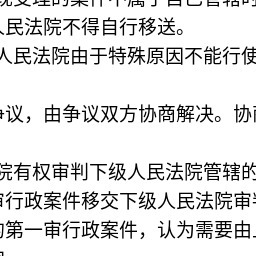 现受理的案件不属于自己管辖时
人民法院不得自行移送。
人民法院由于特殊原因不能行使
争议，由争议双方协商解决。协商
院有权审判下级人民法院管辖的
审行政案件移交下级人民法院审判
的第一审行政案件，认为需要由上